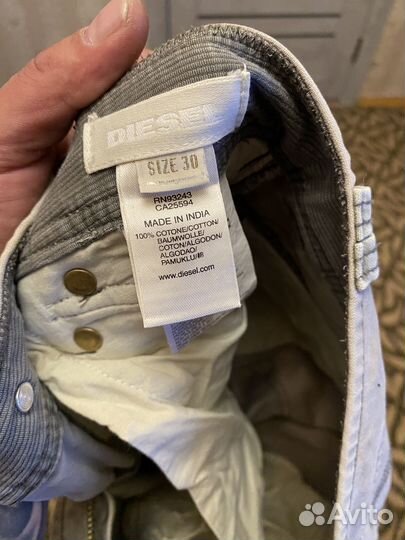 DIESEL
SIZE 30
RN93243
CA25594
MADE IN INDIA
100% COTONE/COTTON/
BAUMWOLLE/
COTON/ALGODON/
ALGODAO/
PAMUKLU/棉
www.diesel.com
Avito